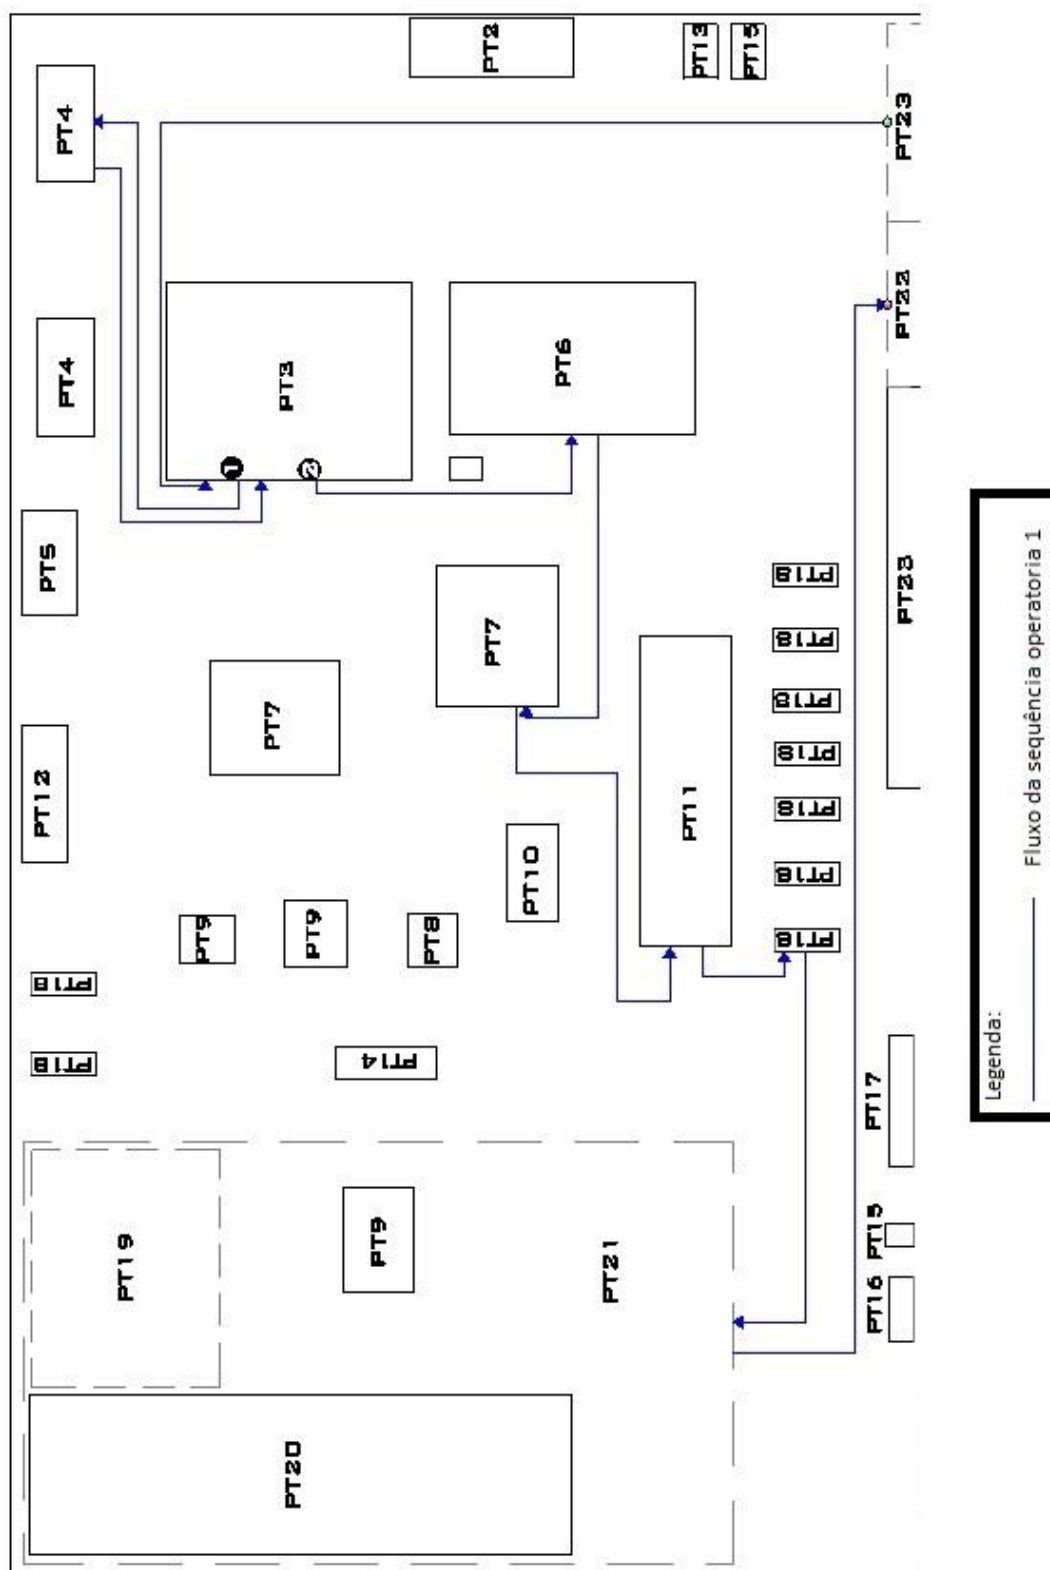 PT18
PT18
PT12
PT5
PT4
PT4
PT19
PT9
PT20
PT9
PT7
1
PT3
2
PT14
PT9
PT8
PT10
PT7
PT6
PT2
PT21
PT11
PT13
PT15
PT18
PT18
PT18
PT18
PT18
PT18
PT18
PT16
PT15
PT17
PT23
PT22
PT23
Legenda:
Fluxo da sequência operatoria 1